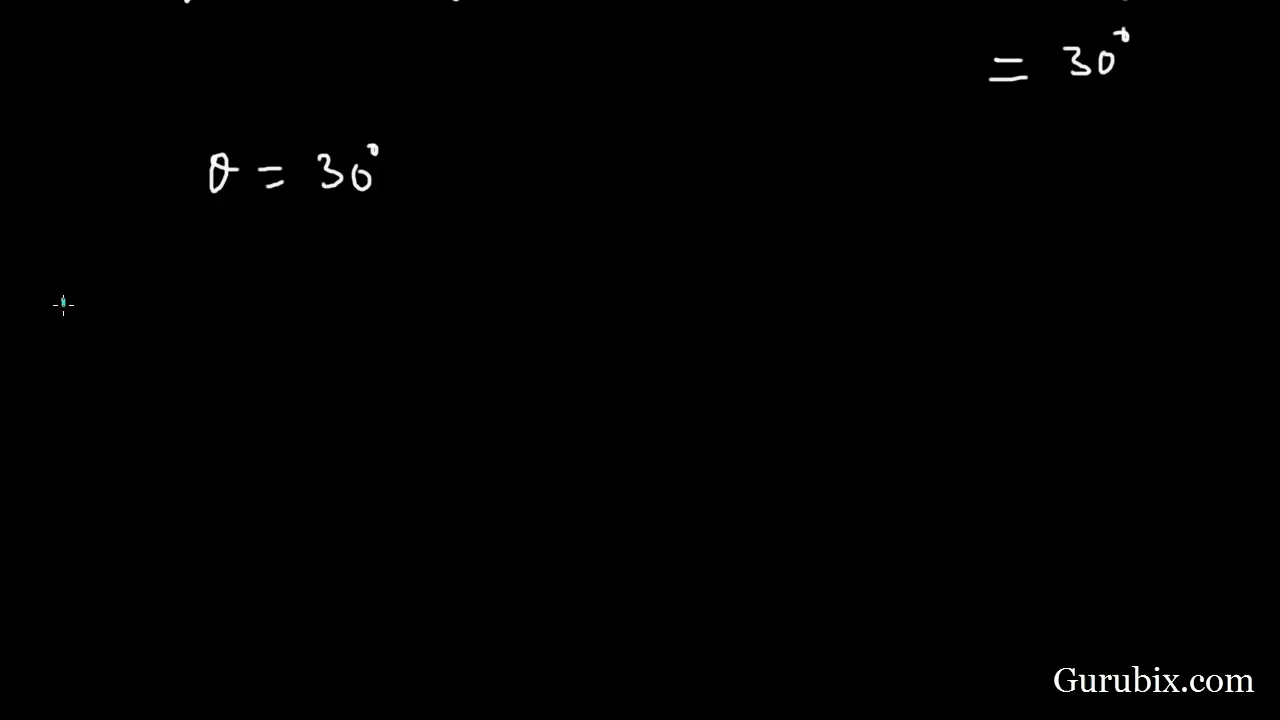 = 30°
θ = 30°
Gurubix.com